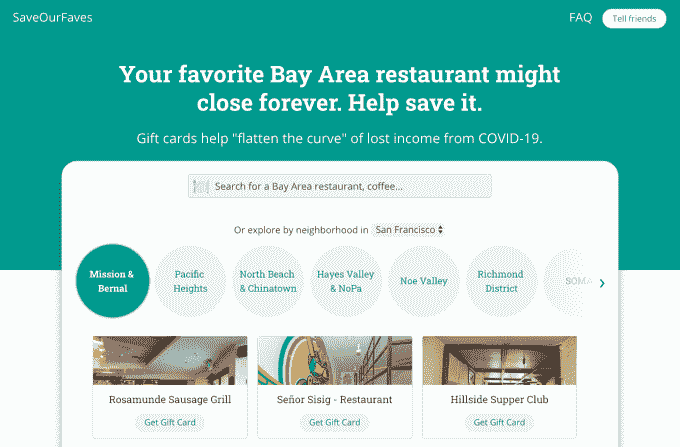 SaveOurFaves
FAQ
Tell friends
Your favorite Bay Area restaurant might
close forever. Help save it.
Gift cards help "flatten the curve" of lost income from COVID-19.
Search for a Bay Area restaurant, coffee...
Or explore by neighborhood in San Francisco
Mission &
Bernal
Pacific
Heights
North Beach
& Chinatown
Hayes Valley
& NoPa
Noe Valley
Richmond
District
SOMA
Rosamunde Sausage Grill
Get Gift Card
Señor Sisig - Restaurant
Get Gift Card
Hillside Supper Club
Get Gift Card